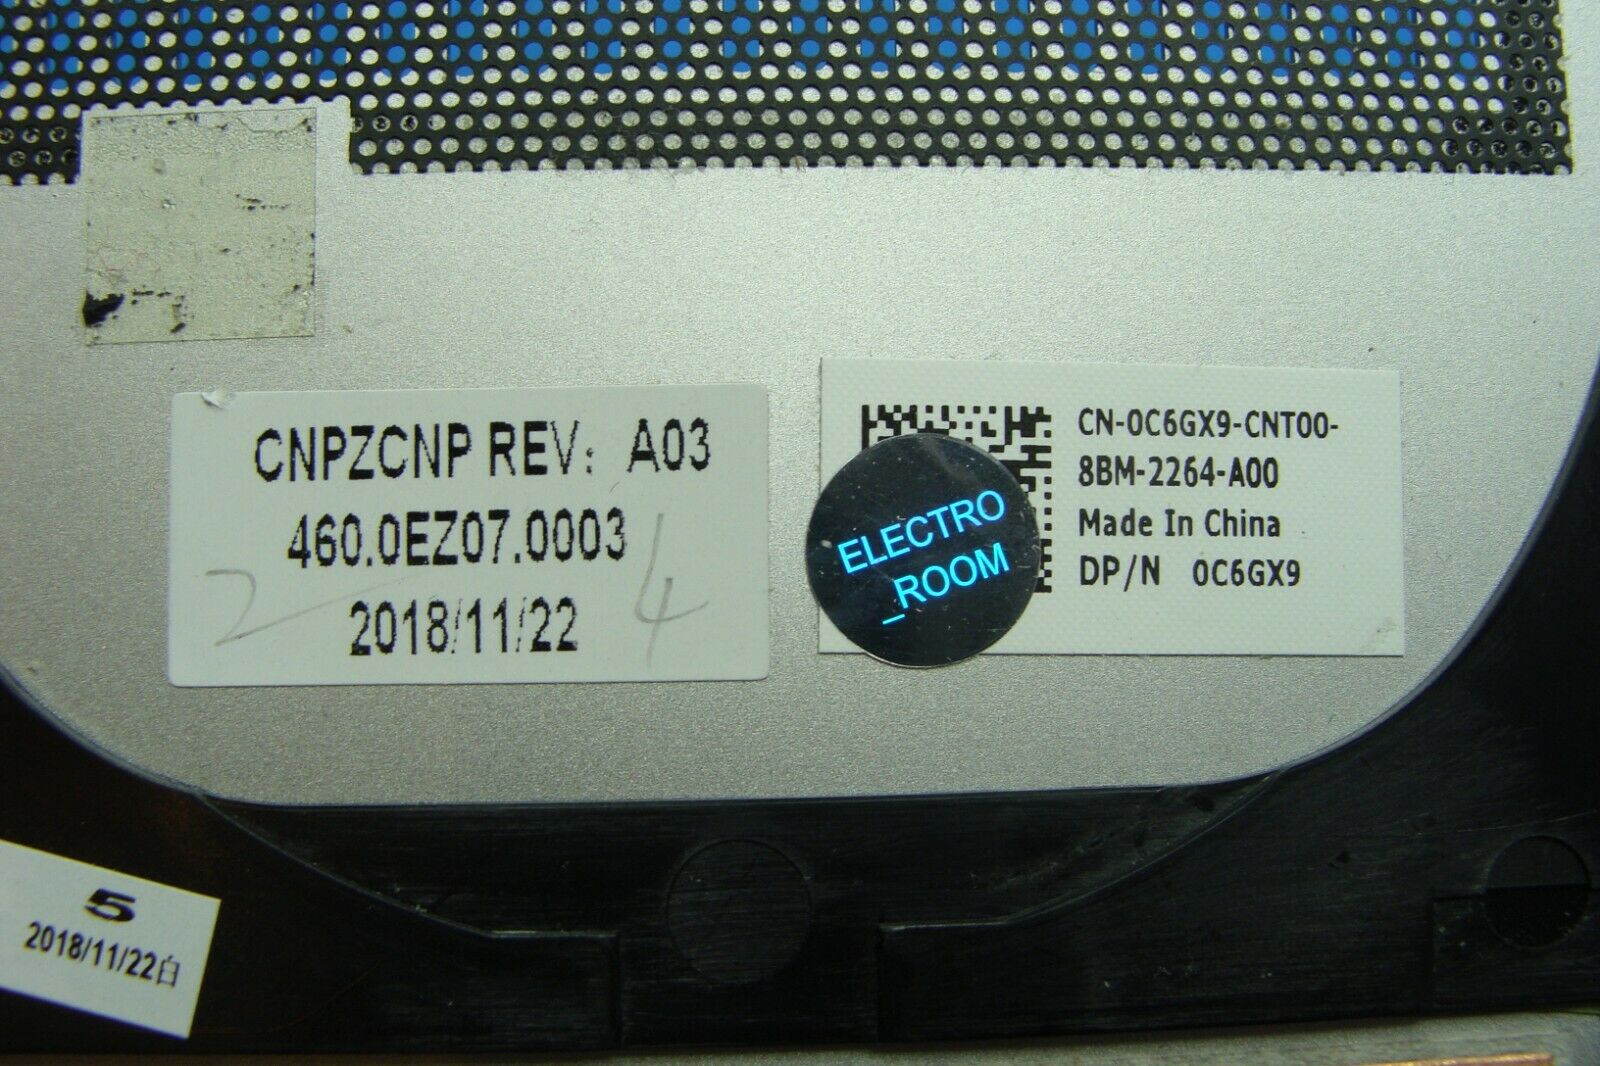 CNPZCNP REV: A03
460.0EZ07.0003
2 4
2018/11/22
CN-0C6GX9-CNT00-
8BM-2264-A00
Made In China
DP/N 0C6GX9
ELECTRO
_ROOM
5
2018/11/22白